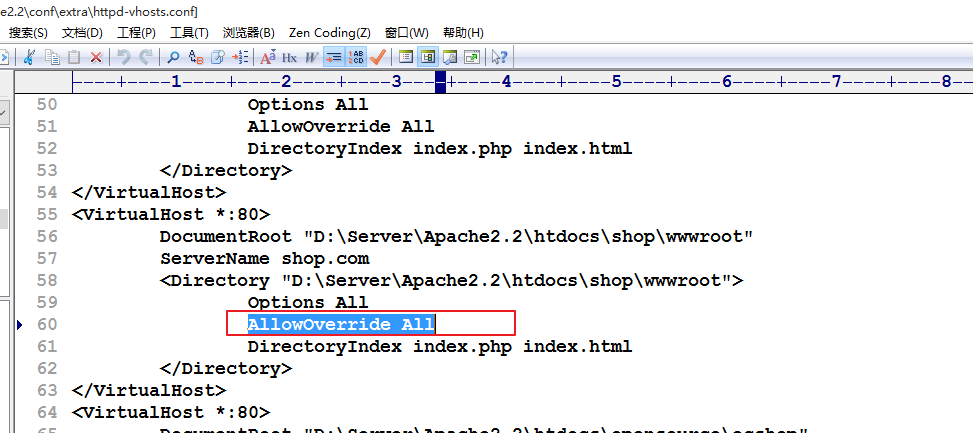 e2.2\conf\extra\httpd-vhosts.conf]
搜索(S) 文档(D) 工程(P) 工具(T) 浏览器(B) Zen Coding(Z) 窗口(W) 帮助(H)
----+----1----+----2----+----3----+----4----+----5----+----6----+----7----+----8
50 Options All
51 AllowOverride All
52 DirectoryIndex index.php index.html
53 </Directory>
54 </VirtualHost>
55 <VirtualHost *:80>
56 DocumentRoot "D:\Server\Apache2.2\htdocs\shop\wwwroot"
57 ServerName shop.com
58 <Directory "D:\Server\Apache2.2\htdocs\shop\wwwroot">
59 Options All
60 AllowOverride All
61 DirectoryIndex index.php index.html
62 </Directory>
63 </VirtualHost>
64 <VirtualHost *:80>